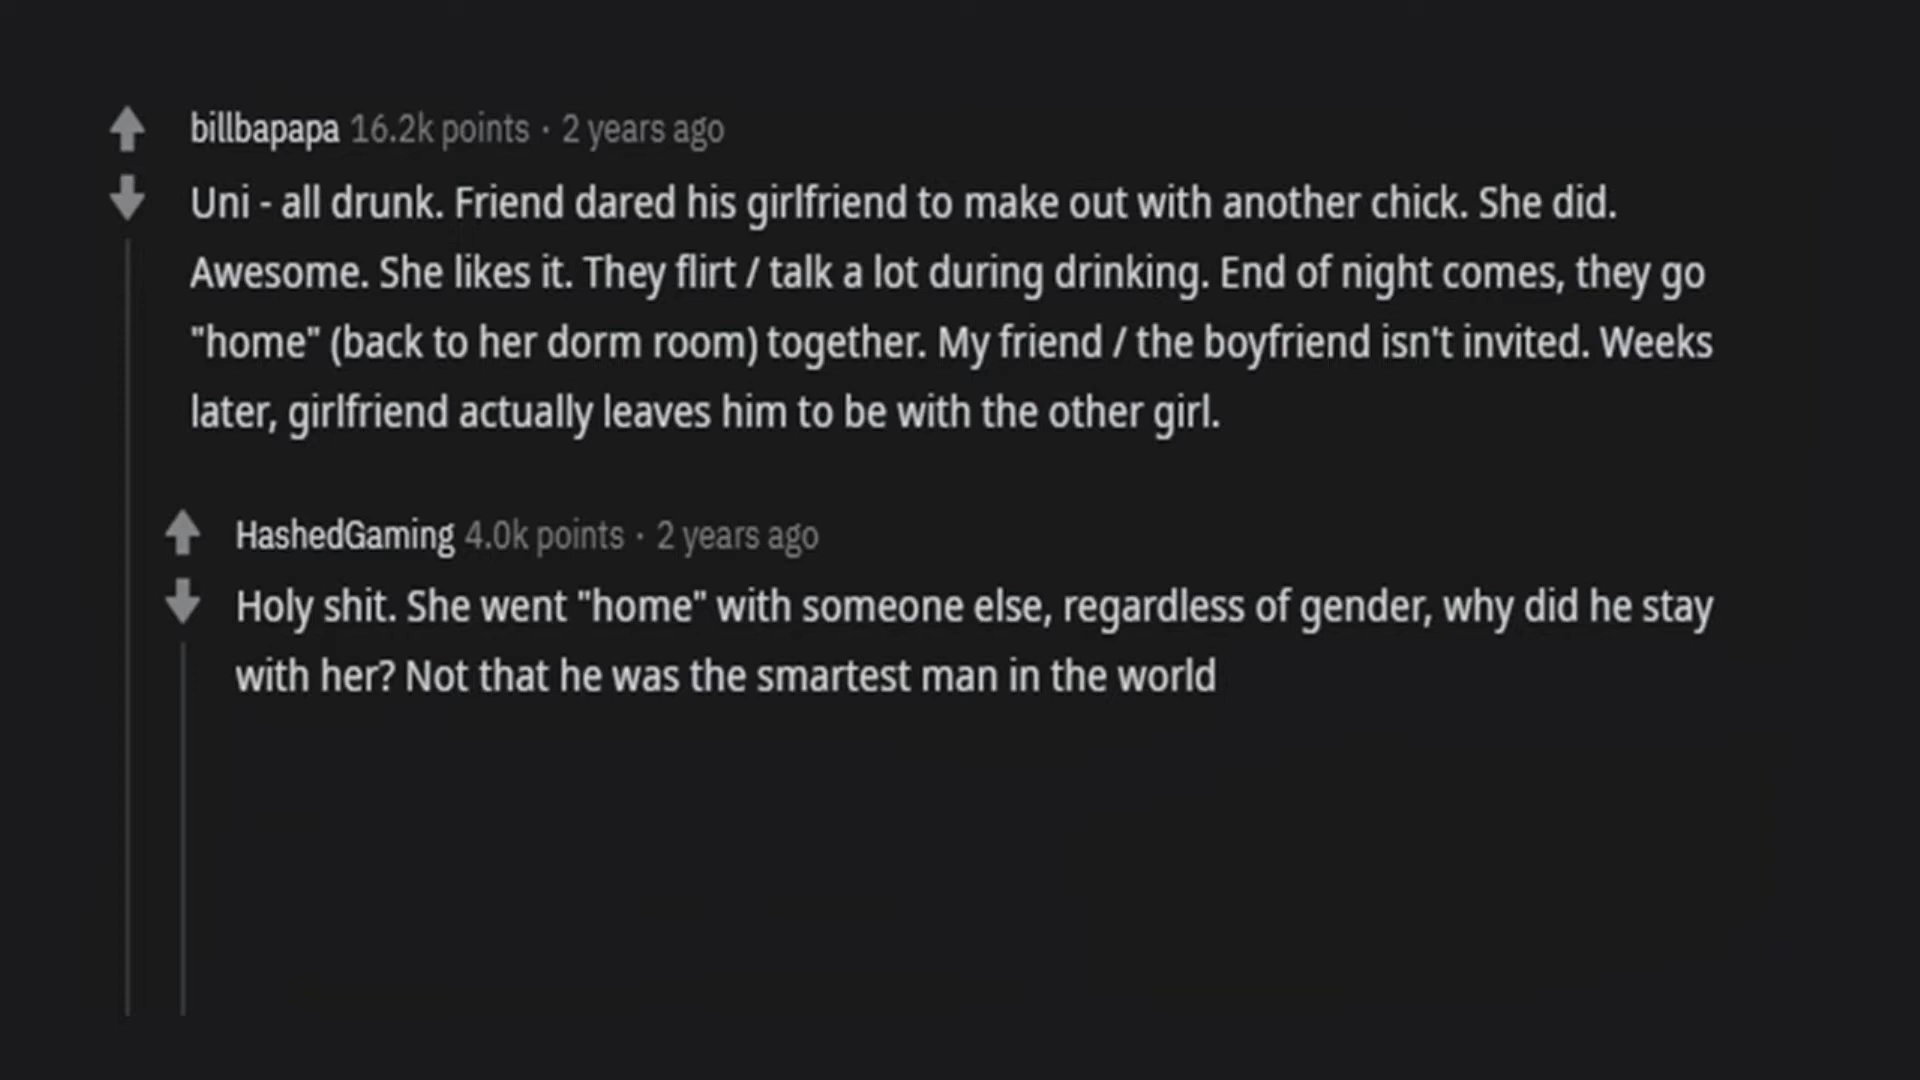 billbapapa 16.2k points · 2 years ago
Uni - all drunk. Friend dared his girlfriend to make out with another chick. She did.
Awesome. She likes it. They flirt / talk a lot during drinking. End of night comes, they go
"home" (back to her dorm room) together. My friend / the boyfriend isn't invited. Weeks
later, girlfriend actually leaves him to be with the other girl.
HashedGaming 4.0k points · 2 years ago
Holy shit. She went "home" with someone else, regardless of gender, why did he stay
with her? Not that he was the smartest man in the world